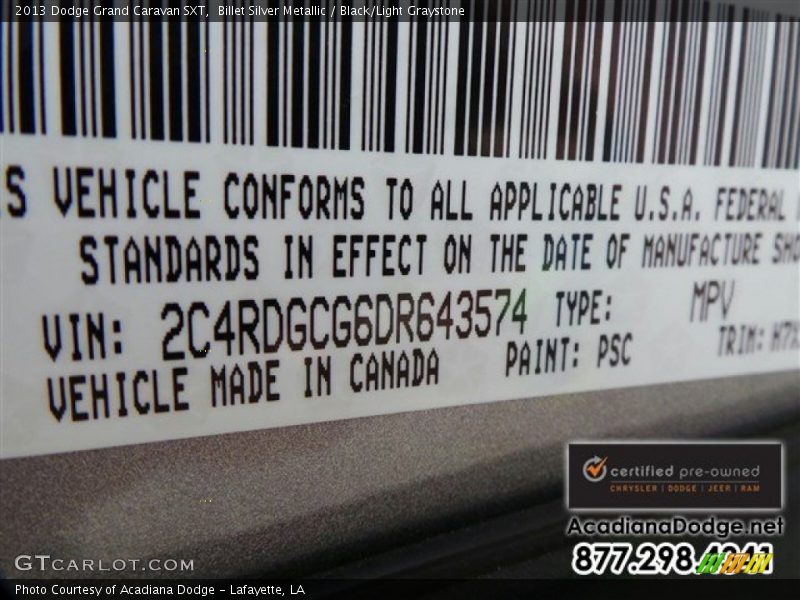 2013 Dodge Grand Caravan SXT, Billet Silver Metallic / Black/Light Graystone
S VEHICLE CONFORMS TO ALL APPLICABLE U.S.A. FEDERAL
STANDARDS IN EFFECT ON THE DATE OF MANUFACTURE SHO
VIN: 2C4RDGCG6DR643574 TYPE: MPV
VEHICLE MADE IN CANADA PAINT: PSC TRIM:
certified pre-owned
CHRYSLER | DODGE | JEEP | RAM
AcadianaDodge.net
877.298.4941
GTCARLOT.COM
Photo Courtesy of Acadiana Dodge - Lafayette, LA